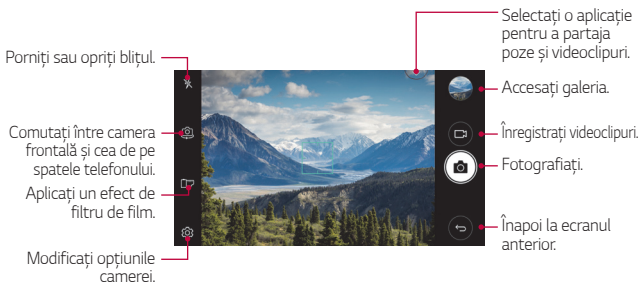 Porniți sau opriți blițul.
Comutați între camera
frontală și cea de pe
spatele telefonului.
Aplicați un efect de
filtru de film.
Modificați opțiunile
camerei.
Selectați o aplicație
pentru a partaja
poze și videoclipuri.
Accesați galeria.
Înregistrați videoclipuri.
Fotografiați.
Înapoi la ecranul
anterior.